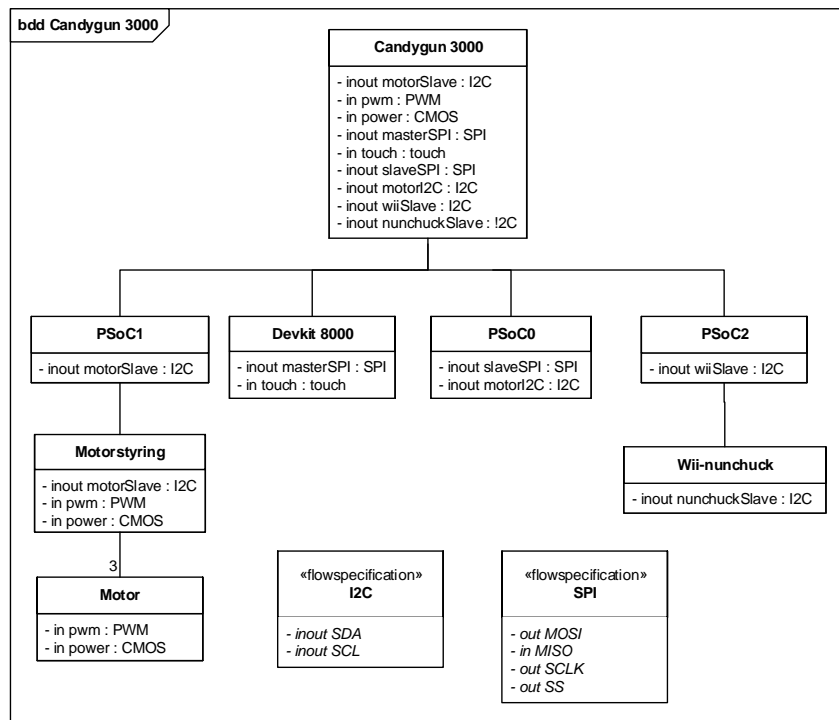 bdd Candygun 3000
Candygun 3000
- inout motorSlave : I2C
- in pwm : PWM
- in power : CMOS
- inout masterSPI : SPI
- in touch : touch
- inout slaveSPI : SPI
- inout motorI2C : I2C
- inout wiiSlave : I2C
- inout nunchuckSlave : !2C
PSoC1
- inout motorSlave : I2C
Devkit 8000
- inout masterSPI : SPI
- in touch : touch
PSoC0
- inout slaveSPI : SPI
- inout motorI2C : I2C
PSoC2
- inout wiiSlave : I2C
Motorstyring
- inout motorSlave : I2C
- in pwm : PWM
- in power : CMOS
Wii-nunchuck
- inout nunchuckSlave : I2C
3
Motor
- in pwm : PWM
- in power : CMOS
«flowspecification»
I2C
- inout SDA
- inout SCL
«flowspecification»
SPI
- out MOSI
- in MISO
- out SCLK
- out SS